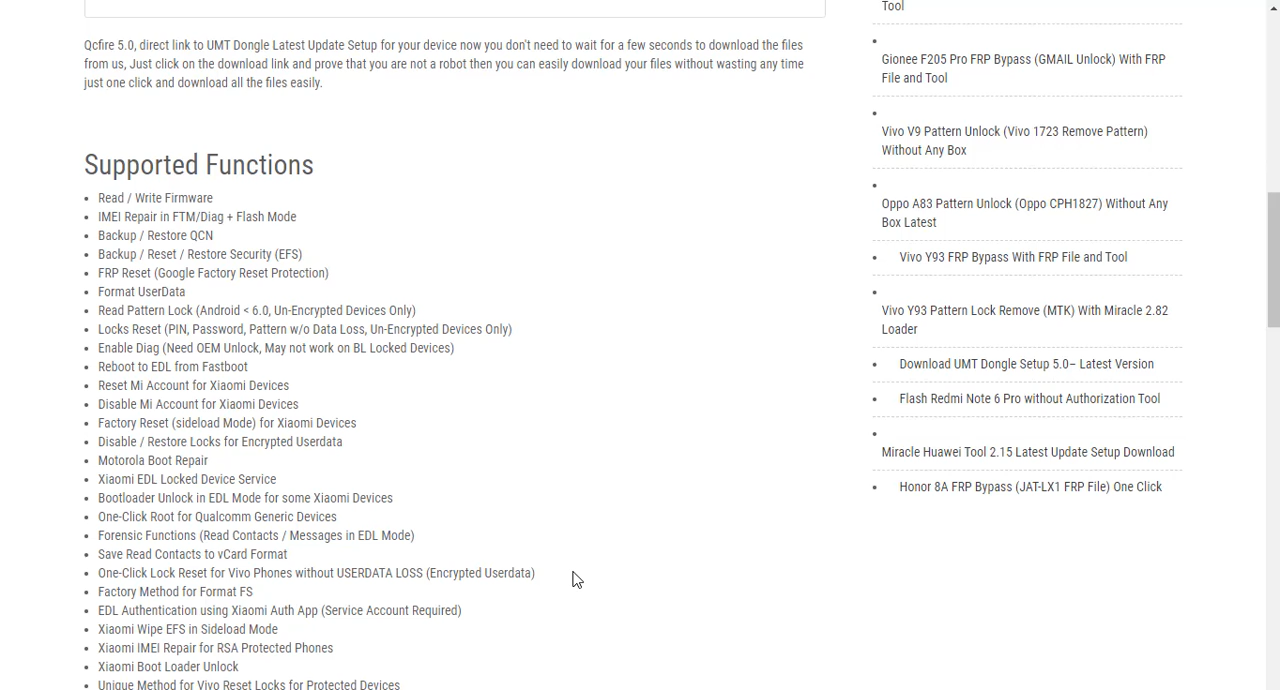 Qcfire 5.0, direct link to UMT Dongle Latest Update Setup for your device now you don't need to wait for a few seconds to download the files
from us, Just click on the download link and prove that you are not a robot then you can easily download your files without wasting any time
just one click and download all the files easily.
Supported Functions
Read / Write Firmware
IMEI Repair in FTM/Diag + Flash Mode
Backup / Restore QCN
Backup / Reset / Restore Security (EFS)
FRP Reset (Google Factory Reset Protection)
Format UserData
Read Pattern Lock (Android < 6.0, Un-Encrypted Devices Only)
Locks Reset (PIN, Password, Pattern w/o Data Loss, Un-Encrypted Devices Only)
Enable Diag (Need OEM Unlock, May not work on BL Locked Devices)
Reboot to EDL from Fastboot
Reset Mi Account for Xiaomi Devices
Disable Mi Account for Xiaomi Devices
Factory Reset (sideload Mode) for Xiaomi Devices
Disable / Restore Locks for Encrypted Userdata
Motorola Boot Repair
Xiaomi EDL Locked Device Service
Bootloader Unlock in EDL Mode for some Xiaomi Devices
One-Click Root for Qualcomm Generic Devices
Forensic Functions (Read Contacts / Messages in EDL Mode)
Save Read Contacts to vCard Format
One-Click Lock Reset for Vivo Phones without USERDATA LOSS (Encrypted Userdata)
Factory Method for Format FS
EDL Authentication using Xiaomi Auth App (Service Account Required)
Xiaomi Wipe EFS in Sideload Mode
Xiaomi IMEI Repair for RSA Protected Phones
Xiaomi Boot Loader Unlock
Unique Method for Vivo Reset Locks for Protected Devices
Tool
Gionee F205 Pro FRP Bypass (GMAIL Unlock) With FRP
File and Tool
Vivo V9 Pattern Unlock (Vivo 1723 Remove Pattern)
Without Any Box
Oppo A83 Pattern Unlock (Oppo CPH1827) Without Any
Box Latest
Vivo Y93 FRP Bypass With FRP File and Tool
Vivo Y93 Pattern Lock Remove (MTK) With Miracle 2.82
Loader
Download UMT Dongle Setup 5.0– Latest Version
Flash Redmi Note 6 Pro without Authorization Tool
Miracle Huawei Tool 2.15 Latest Update Setup Download
Honor 8A FRP Bypass (JAT-LX1 FRP File) One Click